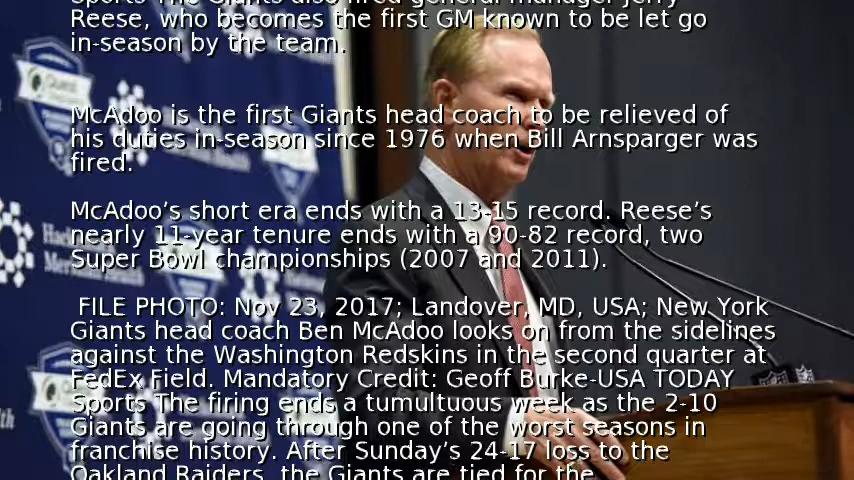 Sports The Giants also fired general manager Jerry
Reese, who becomes the first GM known to be let go
in-season by the team.
McAdoo is the first Giants head coach to be relieved of
his duties in-season since 1976 when Bill Arnsparger was
fired.
McAdoo’s short era ends with a 13-15 record. Reese’s
nearly 11-year tenure ends with a 90-82 record, two
Super Bowl championships (2007 and 2011).
FILE PHOTO: Nov 23, 2017; Landover, MD, USA; New York
Giants head coach Ben McAdoo looks on from the sidelines
against the Washington Redskins in the second quarter at
FedEx Field. Mandatory Credit: Geoff Burke-USA TODAY
Sports The firing ends a tumultuous week as the 2-10
Giants are going through one of the worst seasons in
franchise history. After Sunday’s 24-17 loss to the
Oakland Raiders, the Giants are tied for the